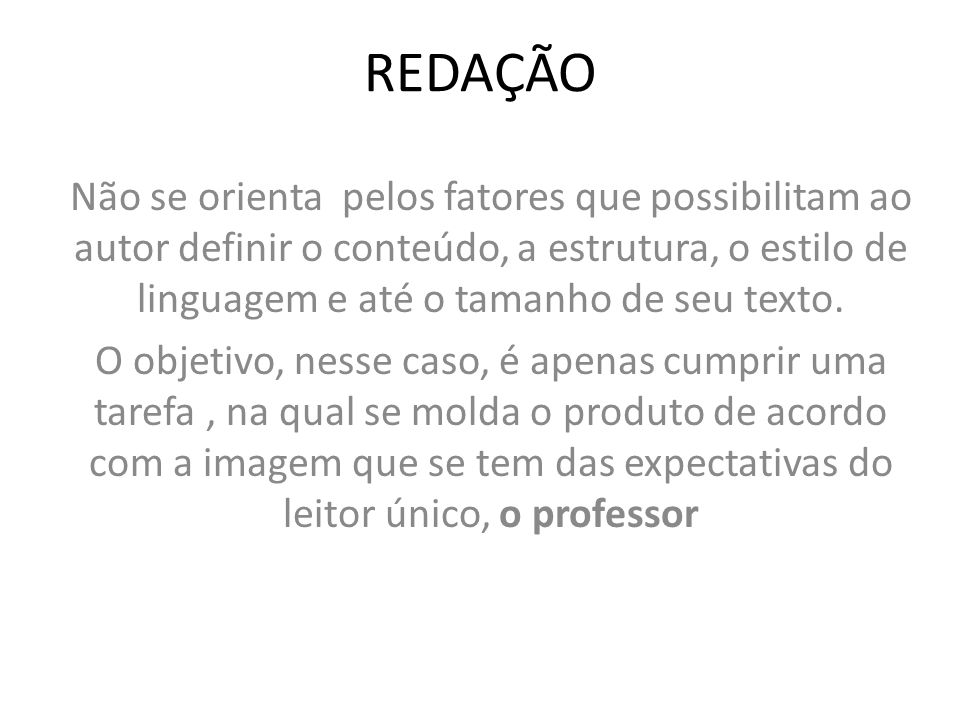 REDAÇÃO
Não se orienta  pelos fatores que possibilitam ao
autor definir o conteúdo, a estrutura, o estilo de
linguagem e até o tamanho de seu texto.
O objetivo, nesse caso, é apenas cumprir uma
tarefa , na qual se molda o produto de acordo
com a imagem que se tem das expectativas do
leitor único, o professor